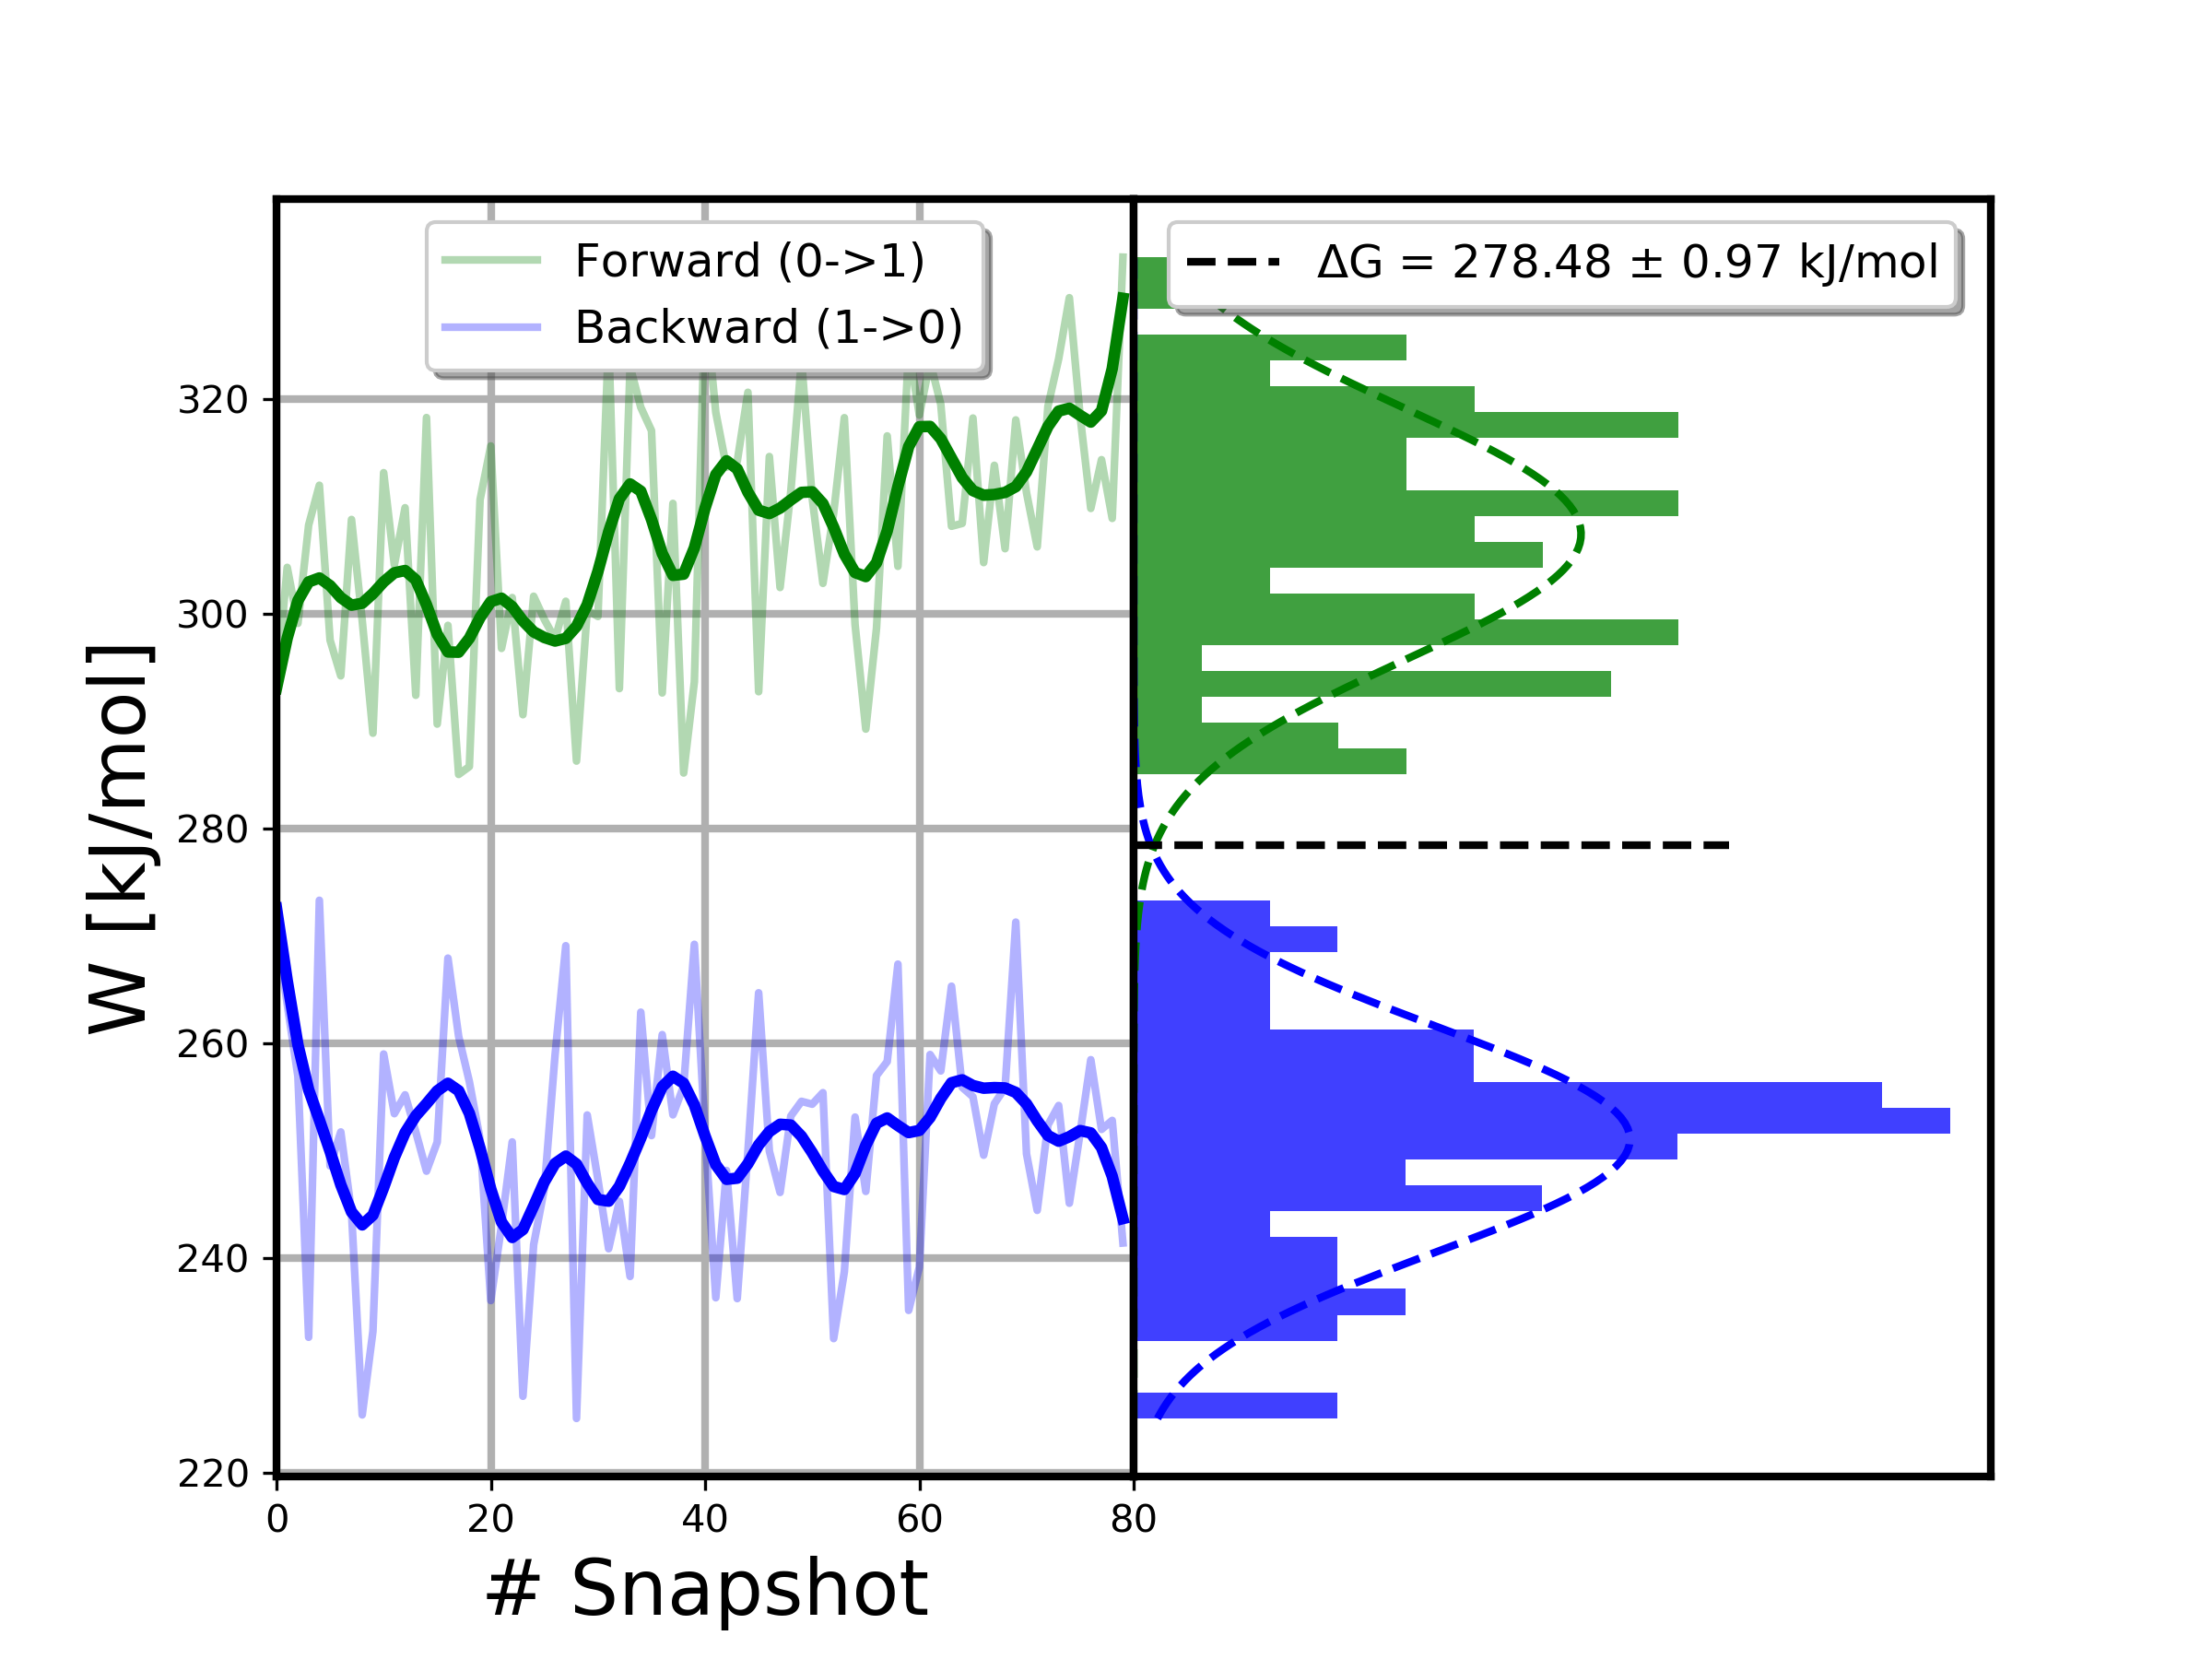 Forward (0->1)
Backward (1->0)
ΔG = 278.48 ± 0.97 kJ/mol
W [kJ/mol]
320
300
280
260
240
220
0 20 40 60 80
# Snapshot